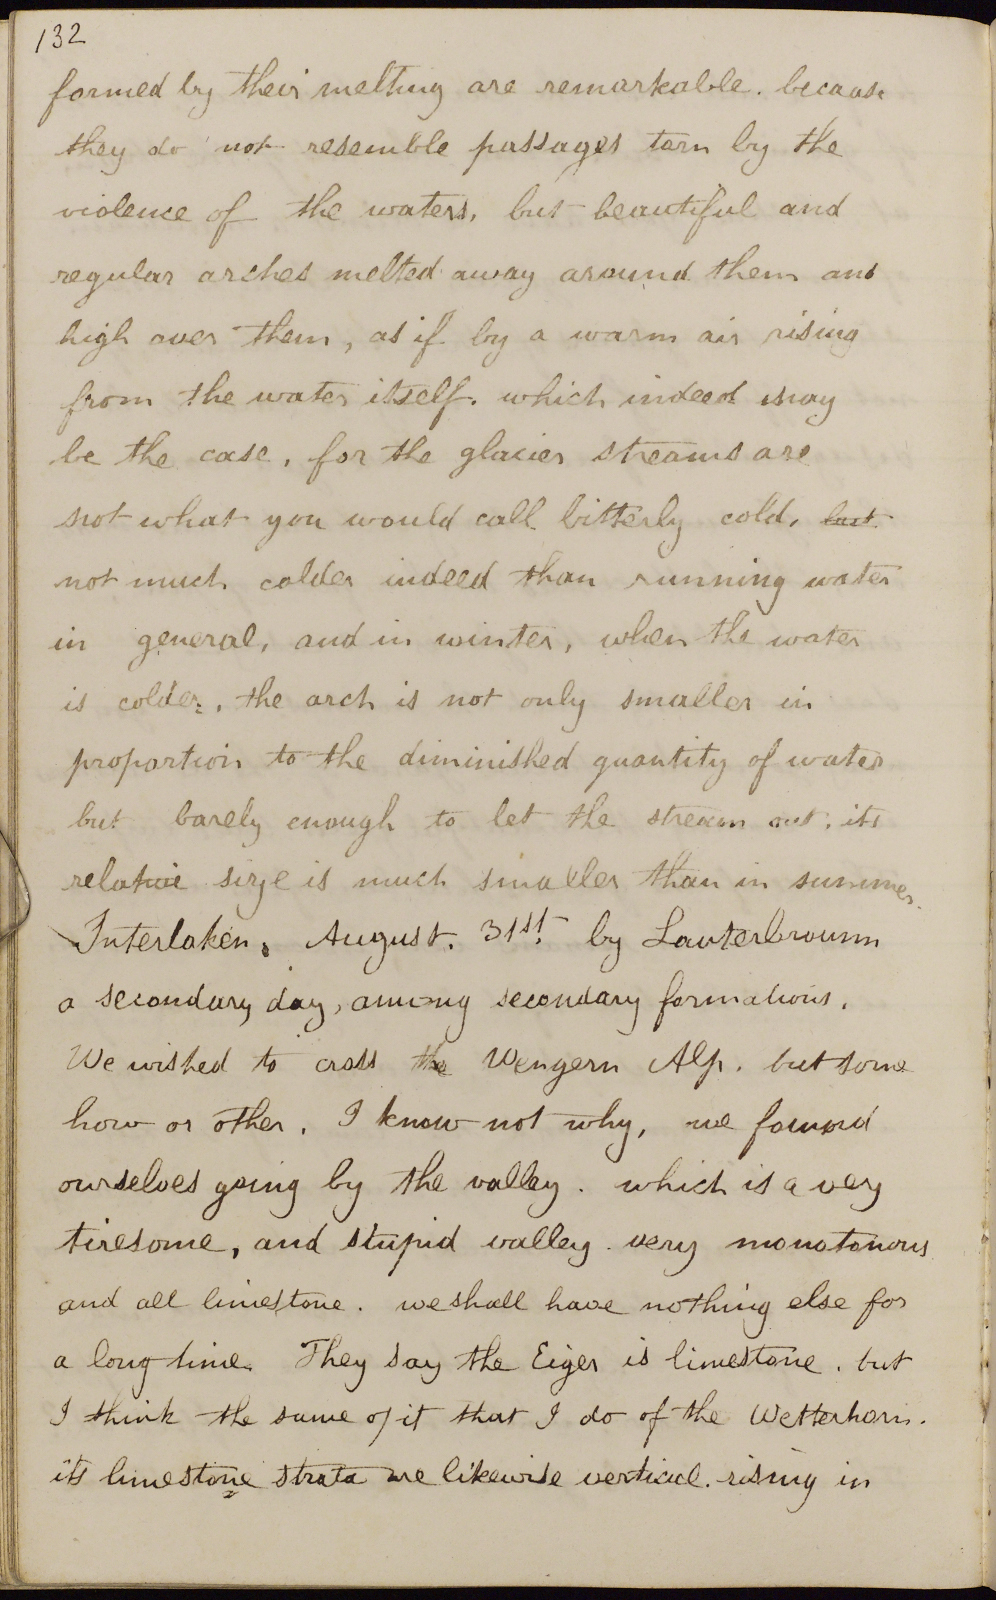 132
formed by their melting are remarkable. because
they do not resemble passages torn by the
violence of the waters, but beautiful and
regular arches melted away around them and
high over them, as if by a warm air rising
from the water itself. which indeed may
be the case, for the glacier streams are
not what you would call bitterly cold, but
not much colder indeed than running water
in general, and in winter, when the water
is colder, the arch is not only smaller in
proportion to the diminished quantity of water
but barely enough to let the stream out. its
relative size is much smaller than in summer.
Interlaken. August. 31st. by Lauterbrounn
a secondary day, among secondary formations.
We wished to cross the Wengern Alp. but some
how or other. I know not why, we found
ourselves going by the valley. which is a very
tiresome, and stupid valley. very monotonous
and all limestone. we shall have nothing else for
a long time. They say the Eiger is limestone. but
I think the same of it that I do of the Wetterhorn.
its limestone strata are likewise vertical. rising in